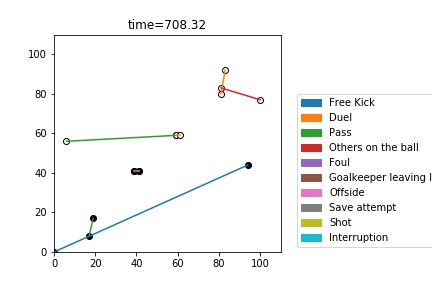 time=708.32
100
80
60
40
20
0
0 20 40 60 80 100
Free Kick
Duel
Pass
Others on the ball
Foul
Goalkeeper leaving l
Offside
Save attempt
Shot
Interruption